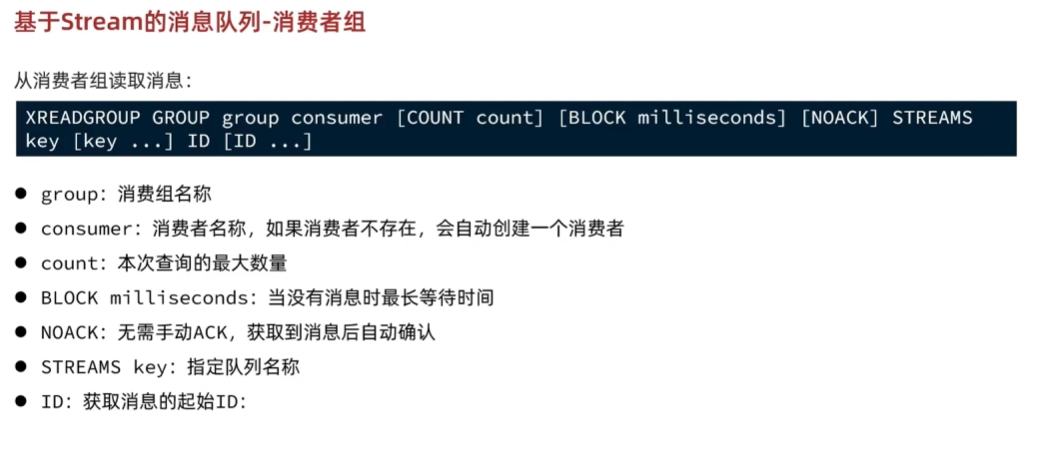 基于Stream的消息队列-消费者组
从消费者组读取消息：
XREADGROUP GROUP group consumer [COUNT count] [BLOCK milliseconds] [NOACK] STREAMS
key [key ...] ID [ID ...]
● group：消费组名称
● consumer：消费者名称，如果消费者不存在，会自动创建一个消费者
● count：本次查询的最大数量
● BLOCK milliseconds：当没有消息时最长等待时间
● NOACK：无需手动ACK，获取到消息后自动确认
● STREAMS key：指定队列名称
● ID：获取消息的起始ID：